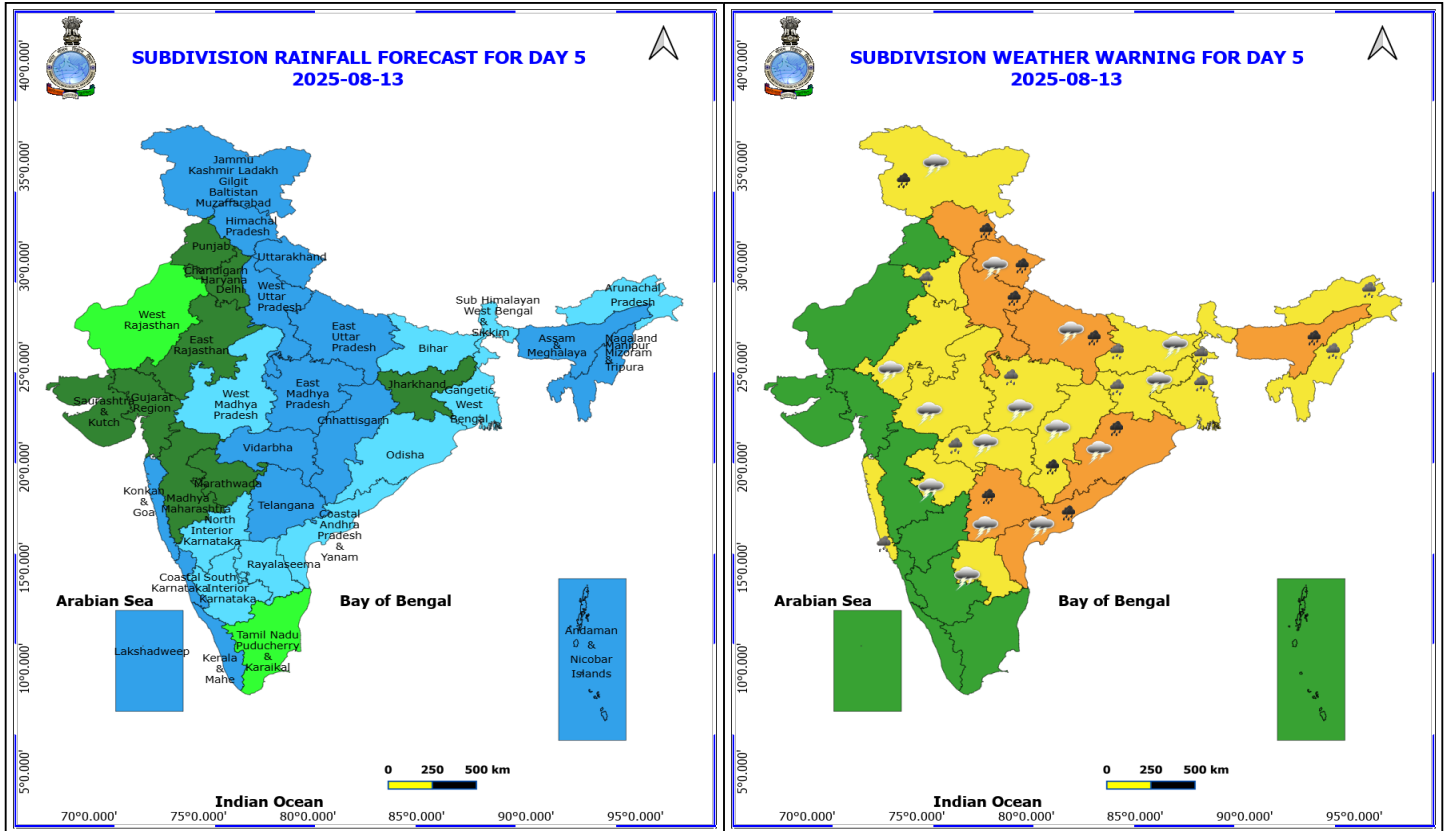 SUBDIVISION RAINFALL FORECAST FOR DAY 5
2025-08-13
40°0.000'
35°0.000'
30°0.000'
25°0.000'
20°0.000'
15°0.000'
10°0.000'
5°0.000'
Jammu
Kashmir Ladakh
Gilgit
Baltistan
Muzaffarabad
Himachal
Pradesh
Punjab
Uttarakhand
Chandigarh
Haryana
Delhi
West
Uttar
Pradesh
West
Rajasthan
East
Rajasthan
East
Uttar
Pradesh
Sub Himalayan
West Bengal
&
Sikkim
Arunachal
Pradesh
Assam
&
Meghalaya
Nagaland
Manipur
Mizoram
&
Tripura
Bihar
Jharkhand
Gangetic
West
Bengal
Saurashtra
&
Kutch
Gujarat
Region
West
Madhya
Pradesh
East
Madhya
Pradesh
Chhattisgarh
Vidarbha
Odisha
Konkan
&
Goa
Madhya
Maharashtra
Marathwada
Telangana
North
Interior
Karnataka
Coastal
Andhra
Pradesh
&
Yanam
Rayalaseema
Coastal
Karnataka
South
Interior
Karnataka
Arabian Sea
Bay of Bengal
Lakshadweep
Kerala
&
Mahe
Tamil Nadu
Puducherry
&
Karaikal
Andaman
&
Nicobar
Islands
0 250 500 km
Indian Ocean
70°0.000' 75°0.000' 80°0.000' 85°0.000' 90°0.000' 95°0.000'
SUBDIVISION WEATHER WARNING FOR DAY 5
2025-08-13
40°0.000'
35°0.000'
30°0.000'
25°0.000'
20°0.000'
15°0.000'
10°0.000'
5°0.000'
Arabian Sea
Bay of Bengal
0 250 500 km
Indian Ocean
70°0.000' 75°0.000' 80°0.000' 85°0.000' 90°0.000' 95°0.000'